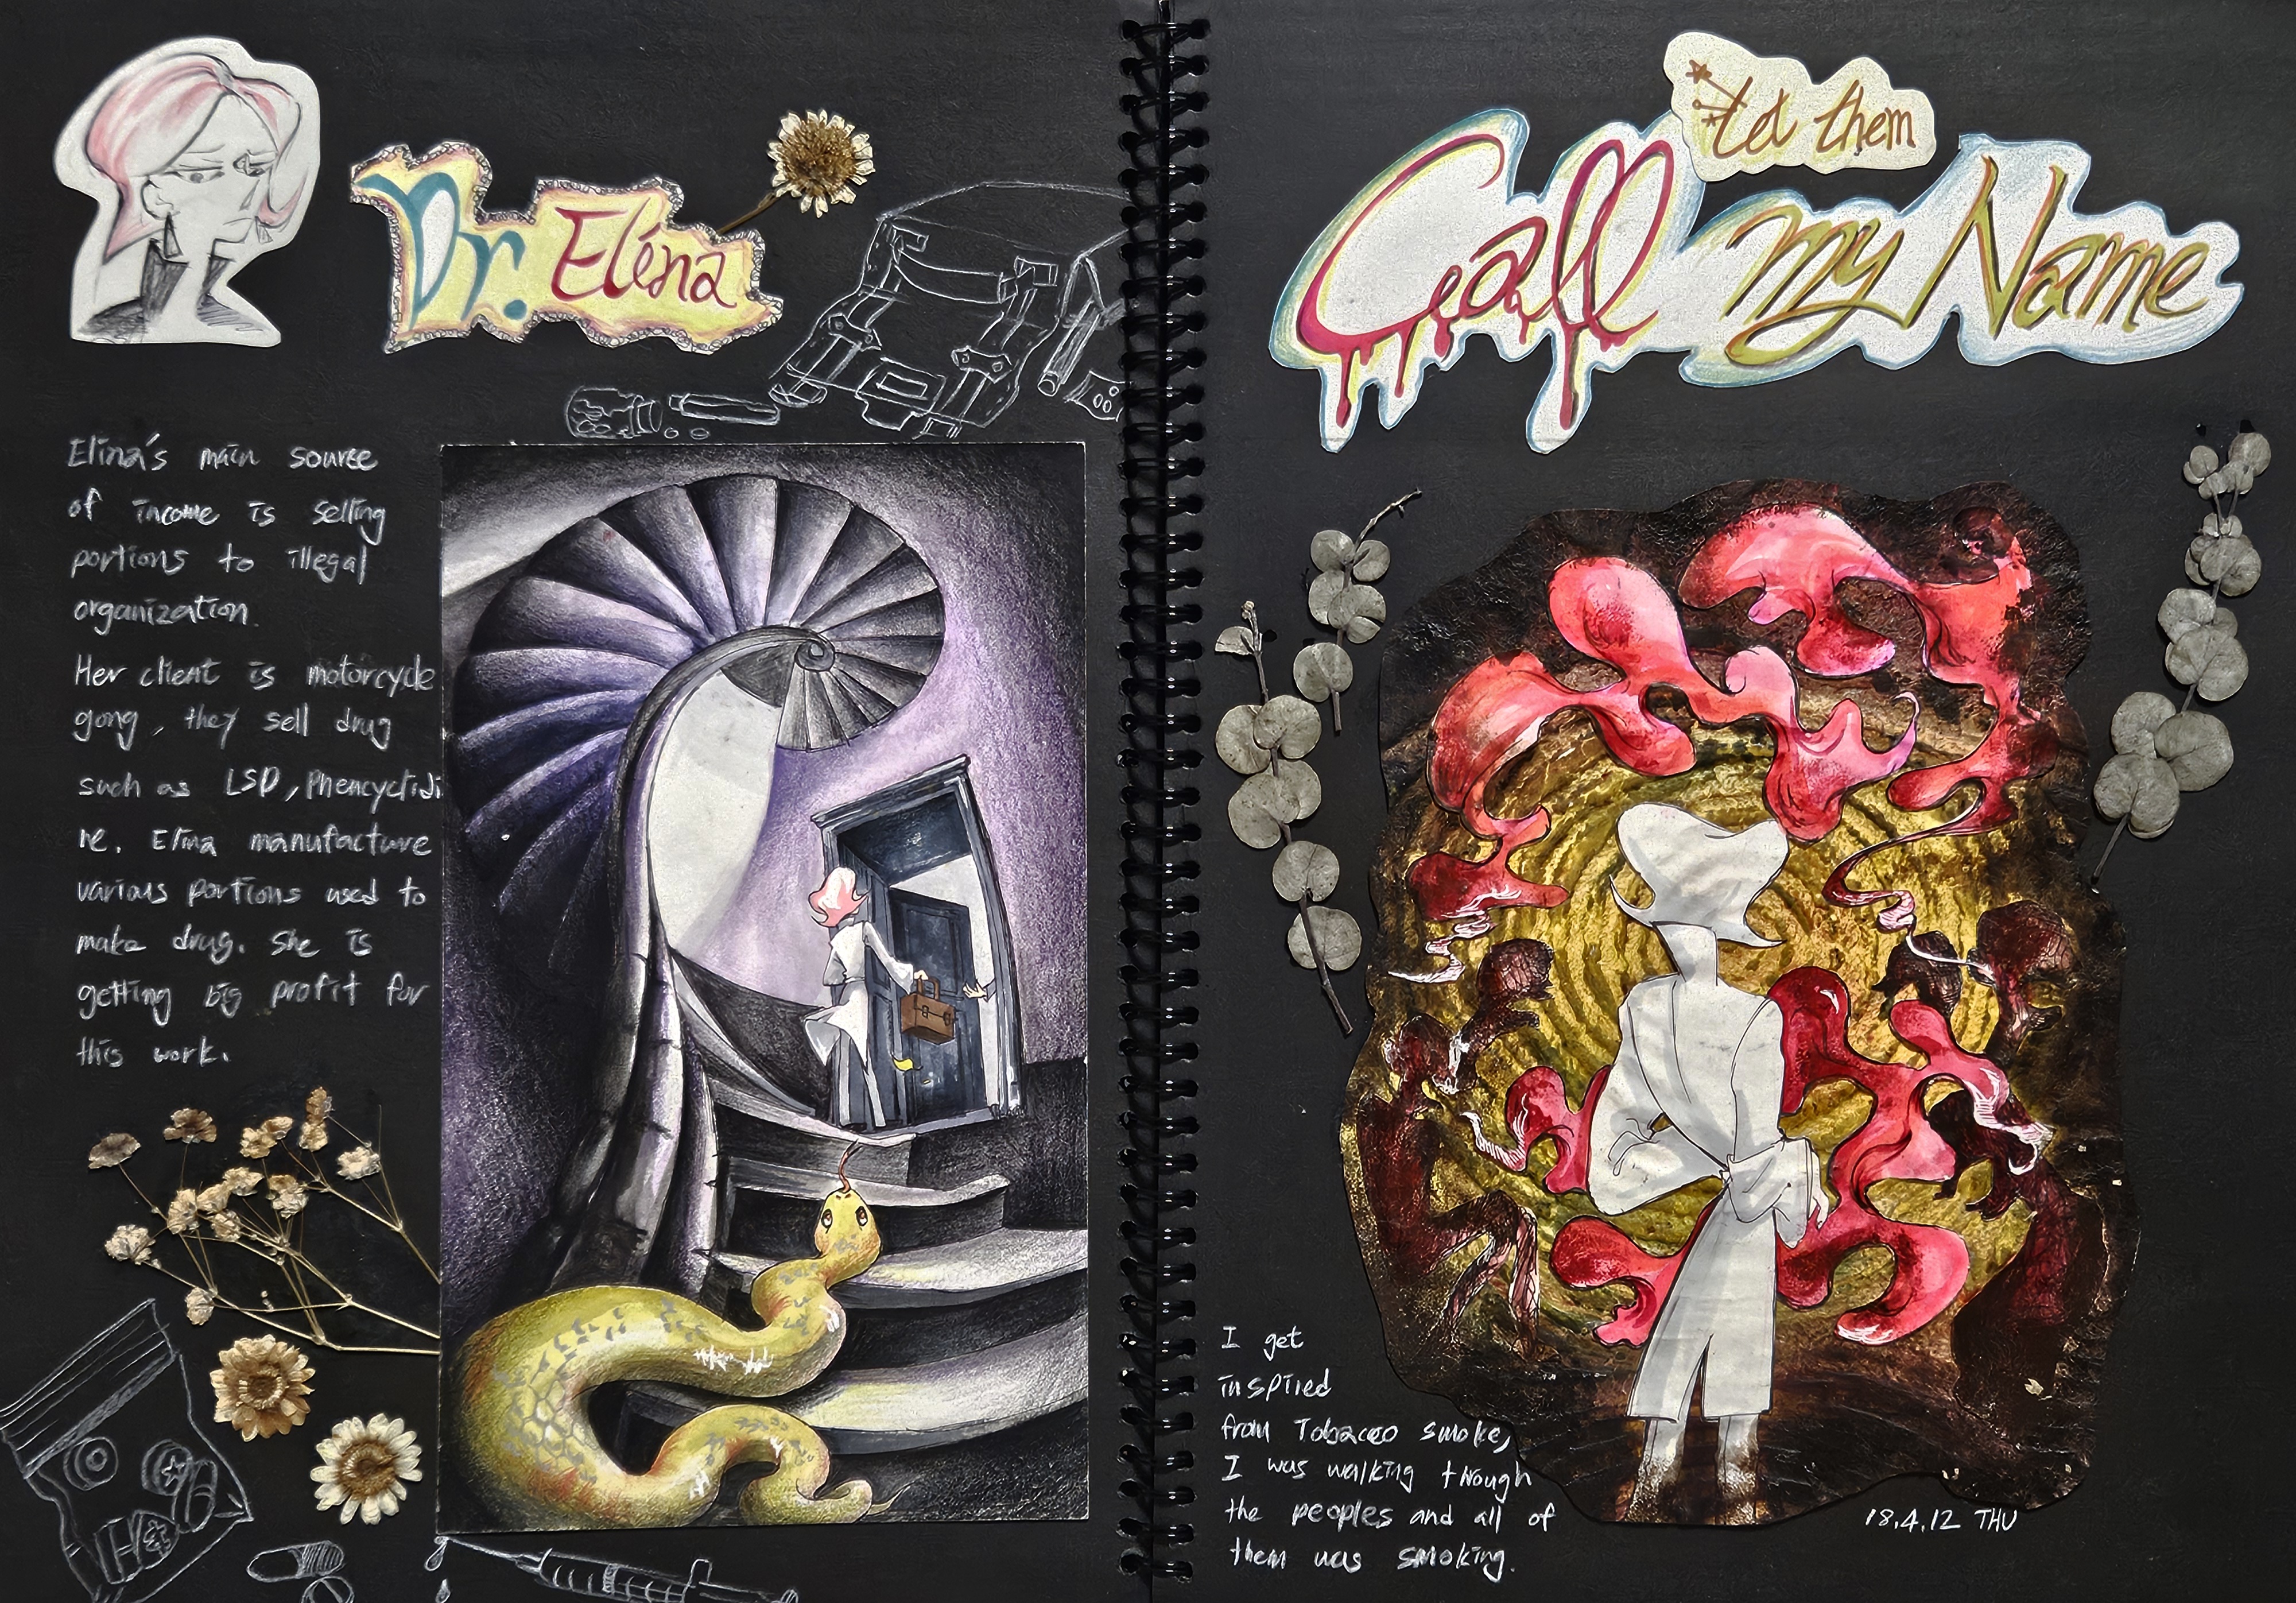 Dr. Elina
Elina's main source
of income is selling
portions to illegal
organization.
Her client is motorcycle
gong, they sell drug
such as LSD, phencyclidi
ne. Elina manufacture
various portions used to
make drug. She is
getting big profit for
this work.
Let them
Call my Name
I get
inspired
from Tobacco smoke,
I was walking though
the peoples and all of
them was smoking.
18.4.12 THU